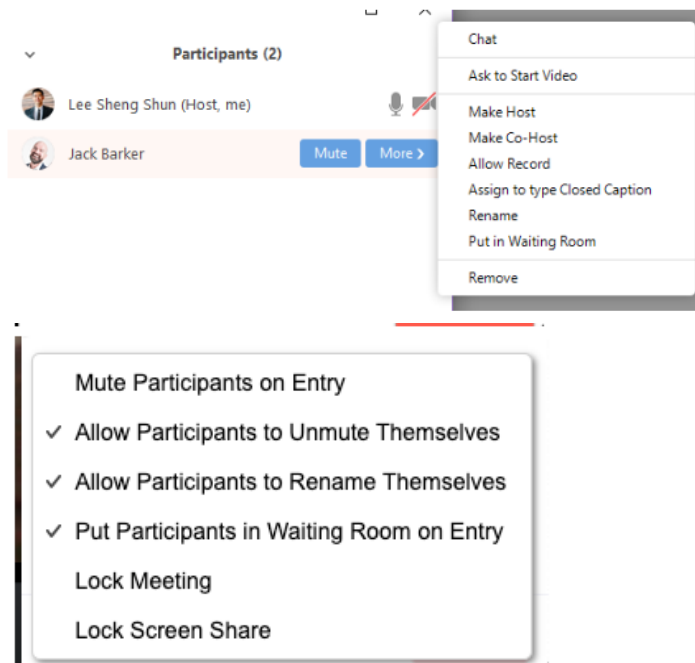 Participants (2)
Lee Sheng Shun (Host, me)
Jack Barker
Mute
More
Chat
Ask to Start Video
Make Host
Make Co-Host
Allow Record
Assign to type Closed Caption
Rename
Put in Waiting Room
Remove
Mute Participants on Entry
Allow Participants to Unmute Themselves
Allow Participants to Rename Themselves
Put Participants in Waiting Room on Entry
Lock Meeting
Lock Screen Share